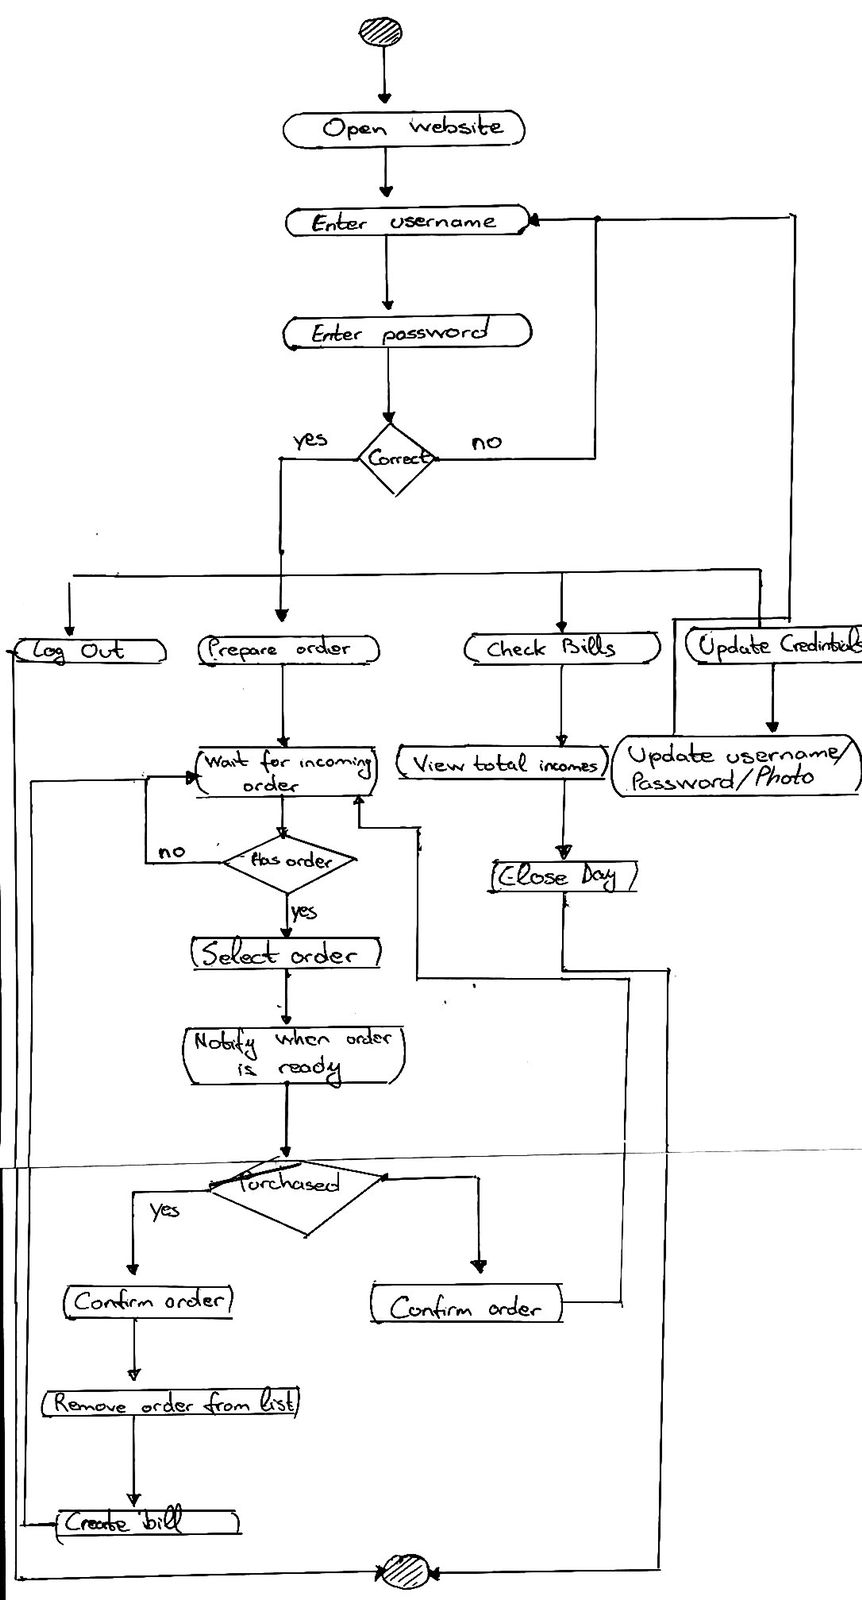 Open website
Enter username
Enter password
yes
Correct
no
Log Out
Prepare order
Check Bills
Update Credintials
Wait for incoming
order
View total incomes
Update username/
Password/Photo
no
Has order
yes
Close Day
Select order
Notify when order
is ready
Purchased
yes
Confirm order
Confirm order
Remove order from list
Create bill